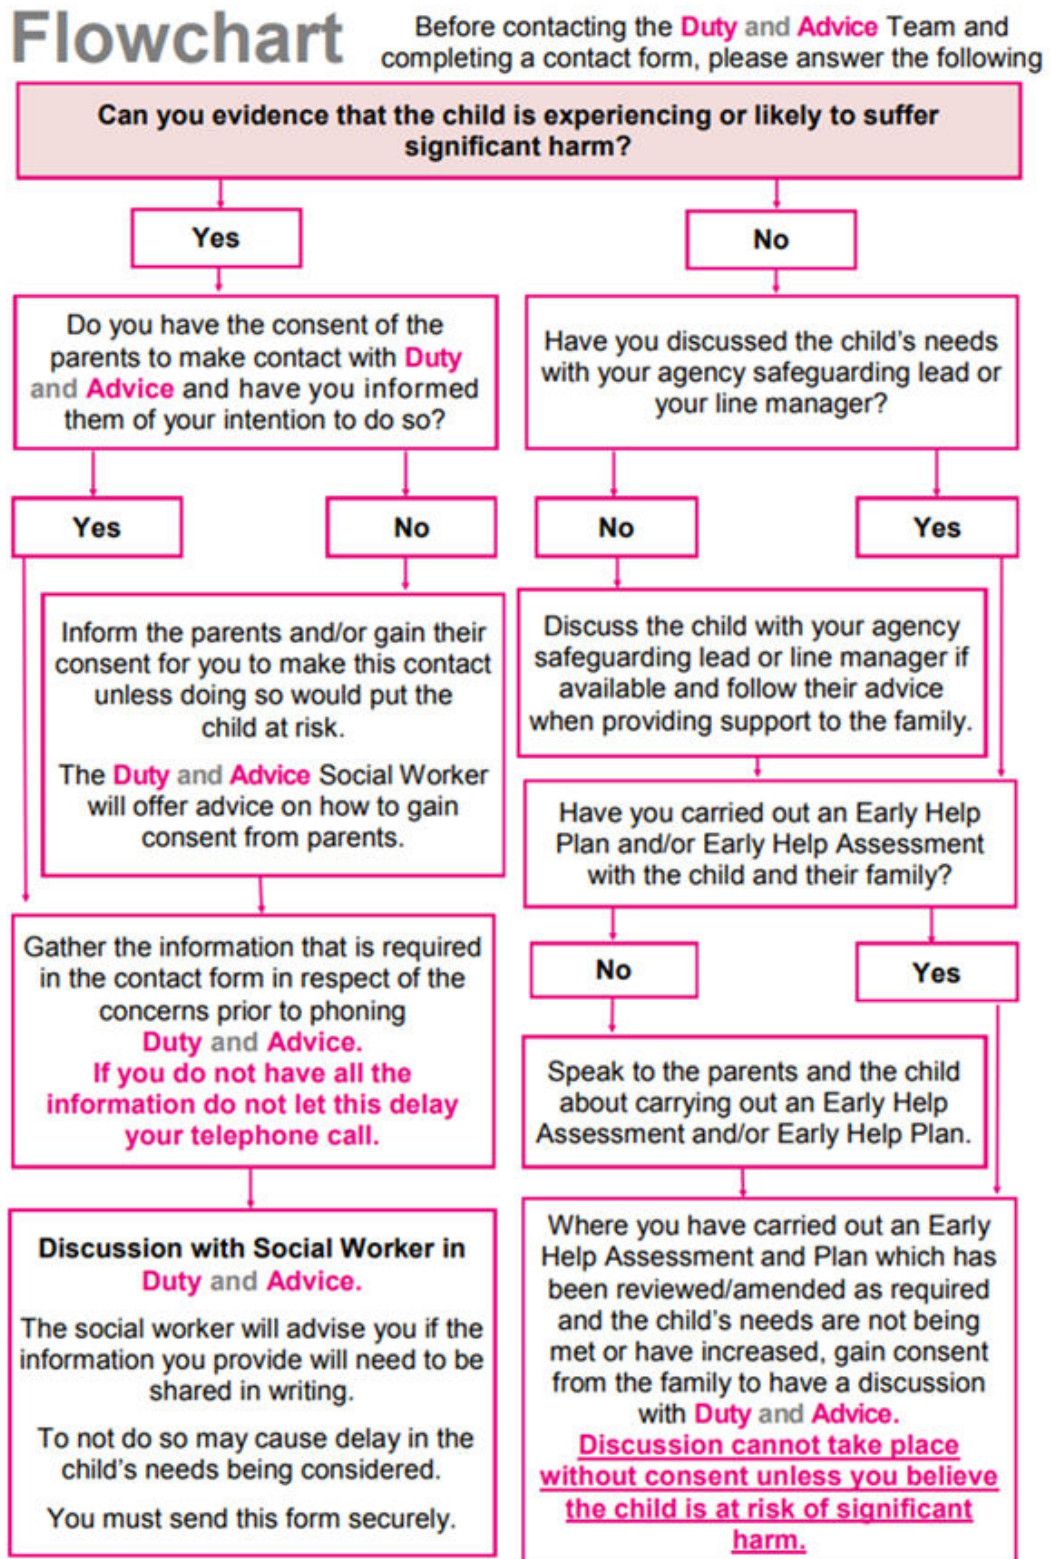 Flowchart
Before contacting the Duty and Advice Team and
completing a contact form, please answer the following
Can you evidence that the child is experiencing or likely to suffer
significant harm?
Yes
No
Do you have the consent of the
parents to make contact with Duty
and Advice and have you informed
them of your intention to do so?
Have you discussed the child's needs
with your agency safeguarding lead or
your line manager?
Yes
No
No
Yes
Inform the parents and/or gain their
consent for you to make this contact
unless doing so would put the
child at risk.
The Duty and Advice Social Worker
will offer advice on how to gain
consent from parents.
Discuss the child with your agency
safeguarding lead or line manager if
available and follow their advice
when providing support to the family.
Have you carried out an Early Help
Plan and/or Early Help Assessment
with the child and their family?
Gather the information that is required
in the contact form in respect of the
concerns prior to phoning
Duty and Advice.
If you do not have all the
information do not let this delay
your telephone call.
No
Yes
Speak to the parents and the child
about carrying out an Early Help
Assessment and/or Early Help Plan.
Discussion with Social Worker in
Duty and Advice.
The social worker will advise you if the
information you provide will need to be
shared in writing.
To not do so may cause delay in the
child's needs being considered.
You must send this form securely.
Where you have carried out an Early
Help Assessment and Plan which has
been reviewed/amended as required
and the child's needs are not being
met or have increased, gain consent
from the family to have a discussion
with Duty and Advice.
Discussion cannot take place
without consent unless you believe
the child is at risk of significant
harm.